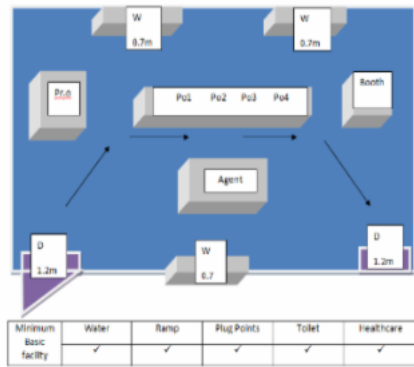 W
0.7m
W
0.7m
Pr.o
Po1 Po2 Po3 Po4
Booth
Agent
D
1.2m
W
0.7
D
1.2m
Minimum Basic facility Water Ramp Plug Points Toilet Healthcare
✓ ✓ ✓ ✓ ✓